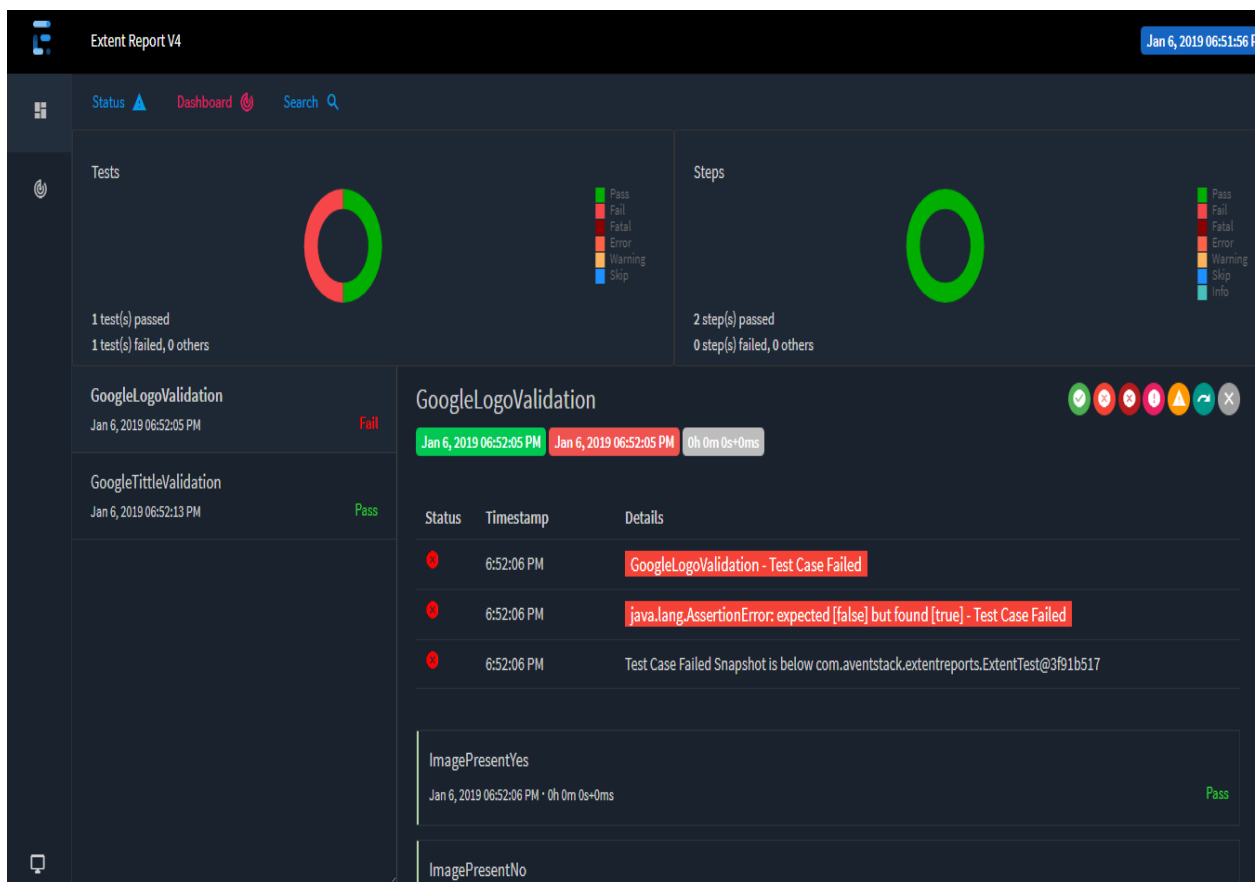 Extent Report V4
Jan 6, 2019 06:51:56
Status Dashboard Search
Tests
Pass
Fail
Fatal
Error
Warning
Skip
1 test(s) passed
1 test(s) failed, 0 others
Steps
Pass
Fail
Fatal
Error
Warning
Skip
Info
2 step(s) passed
0 step(s) failed, 0 others
GoogleLogoValidation
Jan 6, 2019 06:52:05 PM Fail
GoogleTittleValidation
Jan 6, 2019 06:52:13 PM Pass
GoogleLogoValidation
Jan 6, 2019 06:52:05 PM Jan 6, 2019 06:52:05 PM 0h 0m 0s+0ms
Status Timestamp Details
6:52:06 PM GoogleLogoValidation - Test Case Failed
6:52:06 PM java.lang.AssertionError: expected [false] but found [true] - Test Case Failed
6:52:06 PM Test Case Failed Snapshot is below com.aventstack.extentreports.ExtentTest@3f91b517
ImagePresentYes
Jan 6, 2019 06:52:06 PM · 0h 0m 0s+0ms Pass
ImagePresentNo